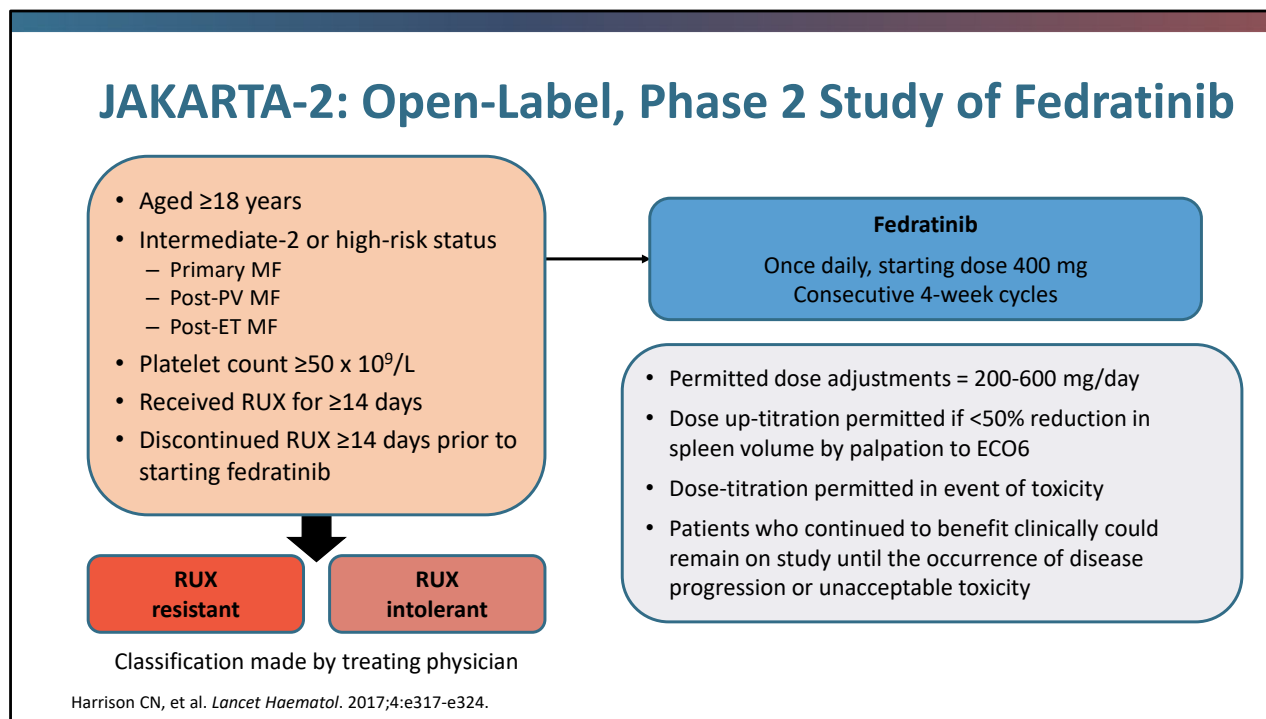 JAKARTA-2: Open-Label, Phase 2 Study of Fedratinib
• Aged ≥18 years
• Intermediate-2 or high-risk status
– Primary MF
– Post-PV MF
– Post-ET MF
• Platelet count ≥50 x 10⁹/L
• Received RUX for ≥14 days
• Discontinued RUX ≥14 days prior to
starting fedratinib
RUX
resistant
RUX
intolerant
Classification made by treating physician
Fedratinib
Once daily, starting dose 400 mg
Consecutive 4-week cycles
• Permitted dose adjustments = 200-600 mg/day
• Dose up-titration permitted if <50% reduction in
spleen volume by palpation to ECO6
• Dose-titration permitted in event of toxicity
• Patients who continued to benefit clinically could
remain on study until the occurrence of disease
progression or unacceptable toxicity
Harrison CN, et al. Lancet Haematol. 2017;4:e317-e324.